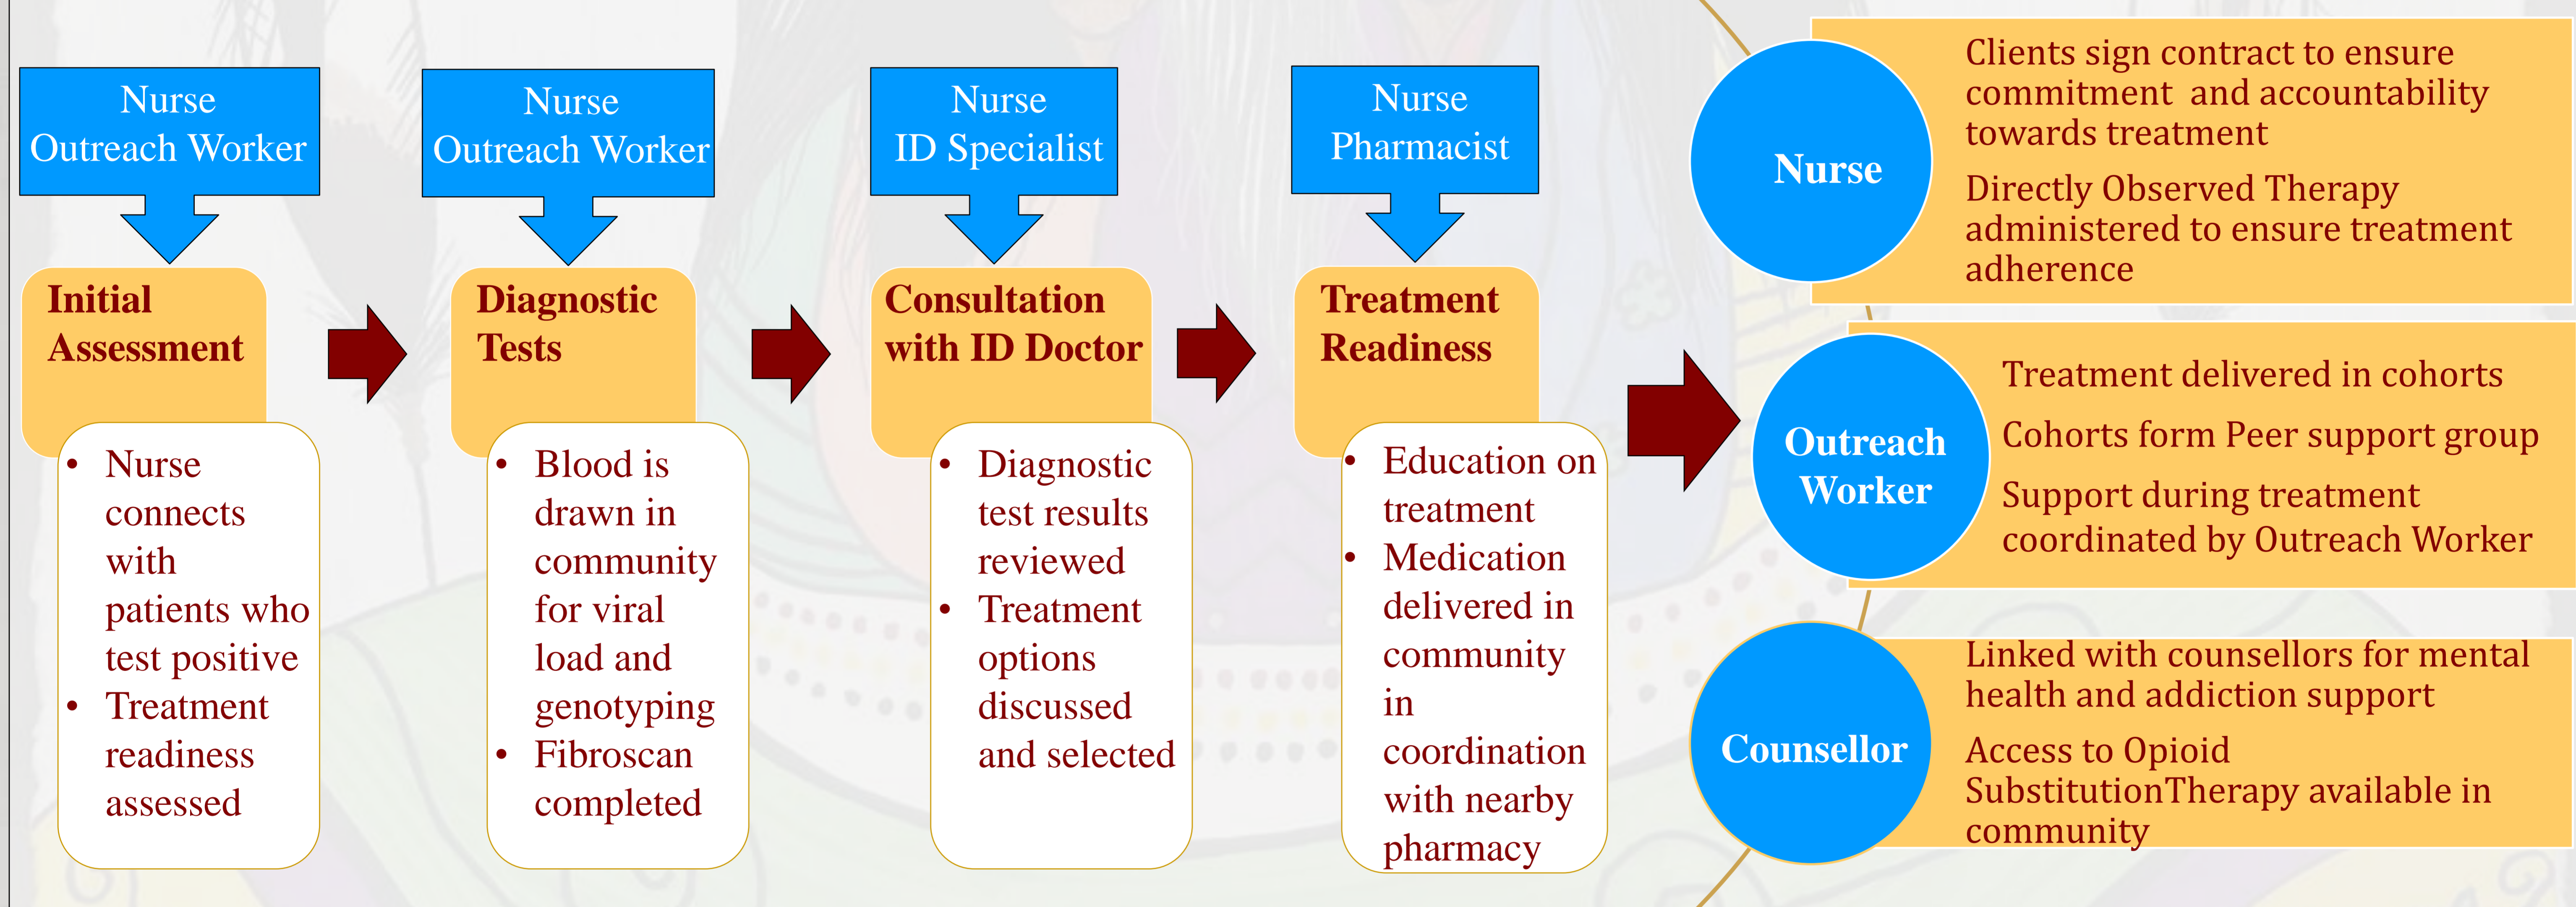 Nurse
Outreach Worker
Initial
Assessment
• Nurse
connects
with
patients who
test positive
• Treatment
readiness
assessed
Nurse
Outreach Worker
Diagnostic
Tests
• Blood is
drawn in
community
for viral
load and
genotyping
• Fibroscan
completed
Nurse
ID Specialist
Consultation
with ID Doctor
• Diagnostic
test results
reviewed
• Treatment
options
discussed
and selected
Nurse
Pharmacist
Treatment
Readiness
• Education on
treatment
• Medication
delivered in
community
in
coordination
with nearby
pharmacy
Nurse
Clients sign contract to ensure
commitment and accountability
towards treatment
Directly Observed Therapy
administered to ensure treatment
adherence
Outreach
Worker
Treatment delivered in cohorts
Cohorts form Peer support group
Support during treatment
coordinated by Outreach Worker
Counsellor
Linked with counsellors for mental
health and addiction support
Access to Opioid
SubstitutionTherapy available in
community